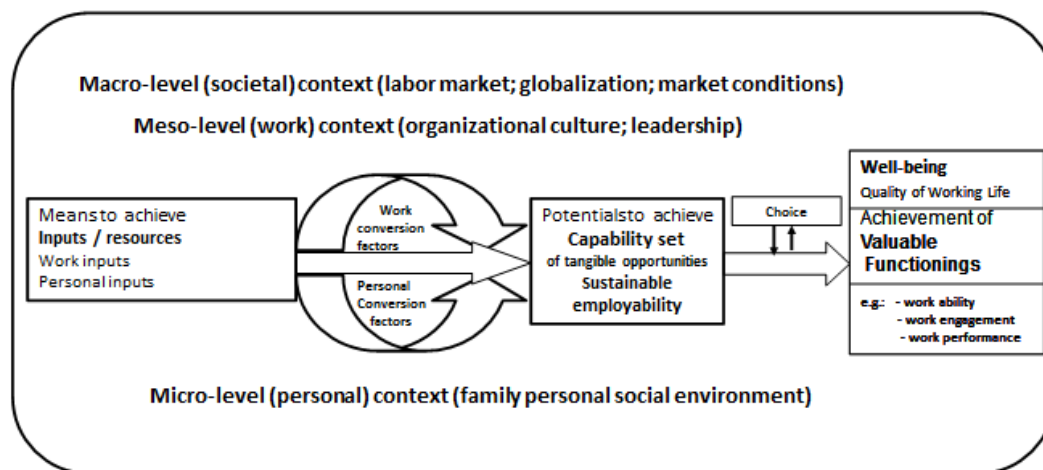 Macro-level (societal) context (labor market; globalization; market conditions)
Meso-level (work) context (organizational culture; leadership)
Means to achieve
Inputs / resources
Work inputs
Personal inputs
Work
conversion
factors
Personal
Conversion
factors
Potentialsto achieve
Capability set
of tangible opportunities
Sustainable
employability
Choice
Well-being
Quality of Working Life
Achievement of
Valuable
Functionings
e.g.: - work ability
- work engagement
- work performance
Micro-level (personal) context (family personal social environment)